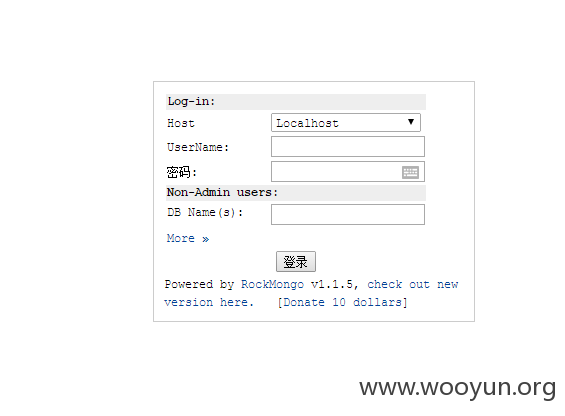 Log-in:
Host Localhost
UserName:
密码:
Non-Admin users:
DB Name(s):
More »
登录
Powered by RockMongo v1.1.5, check out new
version here. [Donate 10 dollars]
www.wooyun.org